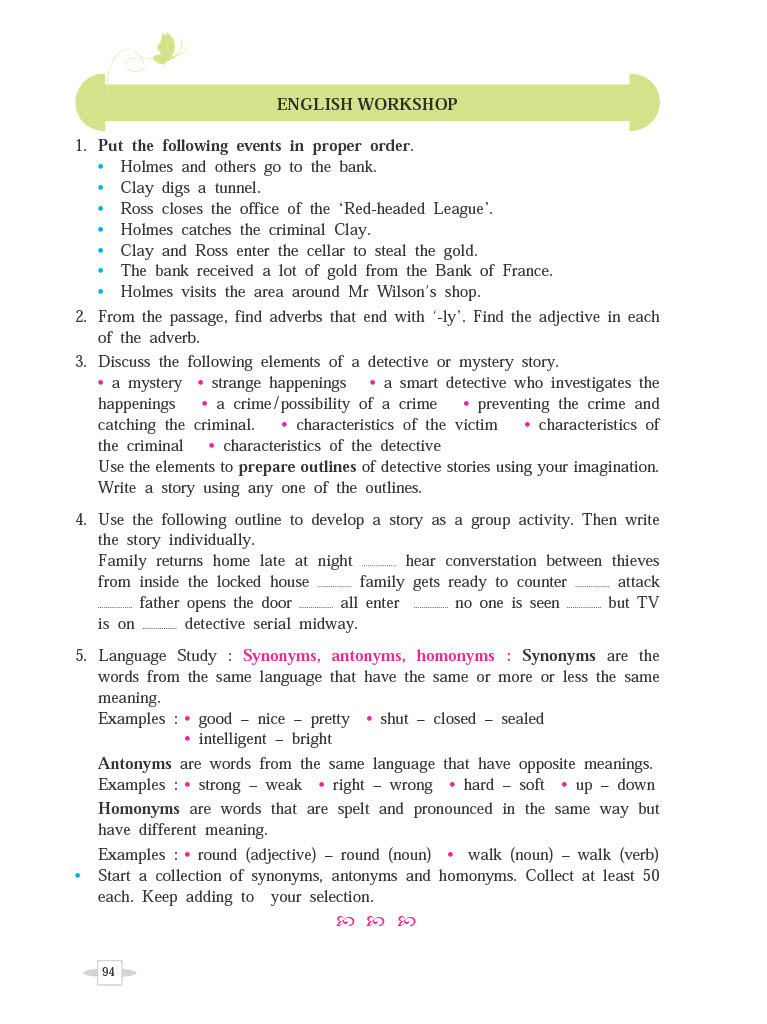 ENGLISH WORKSHOP
1. Put the following events in proper order.
• Holmes and others go to the bank.
• Clay digs a tunnel.
• Ross closes the office of the ‘Red-headed League’.
• Holmes catches the criminal Clay.
• Clay and Ross enter the cellar to steal the gold.
• The bank received a lot of gold from the Bank of France.
• Holmes visits the area around Mr Wilson’s shop.
2. From the passage, find adverbs that end with ‘-ly’. Find the adjective in each
of the adverb.
3. Discuss the following elements of a detective or mystery story.
• a mystery • strange happenings • a smart detective who investigates the
happenings • a crime/possibility of a crime • preventing the crime and
catching the criminal. • characteristics of the victim • characteristics of
the criminal • characteristics of the detective
Use the elements to prepare outlines of detective stories using your imagination.
Write a story using any one of the outlines.
4. Use the following outline to develop a story as a group activity. Then write
the story individually.
Family returns home late at night .............. hear converstation between thieves
from inside the locked house .............. family gets ready to counter .............. attack
.............. father opens the door .............. all enter .............. no one is seen .............. but TV
is on .............. detective serial midway.
5. Language Study : Synonyms, antonyms, homonyms : Synonyms are the
words from the same language that have the same or more or less the same
meaning.
Examples : • good – nice – pretty • shut – closed – sealed
• intelligent – bright
Antonyms are words from the same language that have opposite meanings.
Examples : • strong – weak • right – wrong • hard – soft • up – down
Homonyms are words that are spelt and pronounced in the same way but
have different meaning.
Examples : • round (adjective) – round (noun) • walk (noun) – walk (verb)
• Start a collection of synonyms, antonyms and homonyms. Collect at least 50
each. Keep adding to your selection.
94